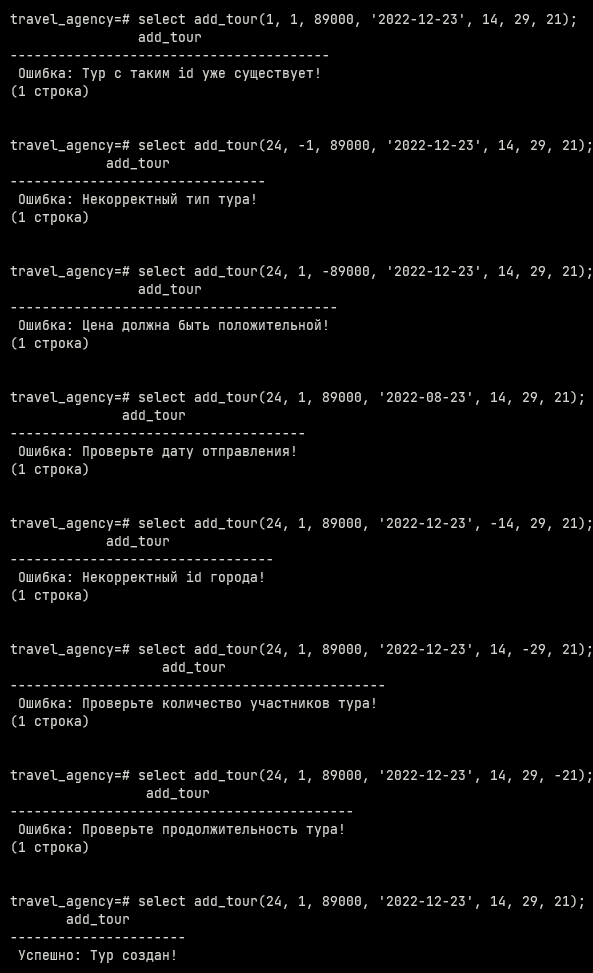 travel_agency=# select add_tour(1, 1, 89000, '2022-12-23', 14, 29, 21);
add_tour
----------------------------------------
Ошибка: Тур с таким id уже существует!
(1 строка)
travel_agency=# select add_tour(24, -1, 89000, '2022-12-23', 14, 29, 21);
add_tour
--------------------------------
Ошибка: Некорректный тип тура!
(1 строка)
travel_agency=# select add_tour(24, 1, -89000, '2022-12-23', 14, 29, 21);
add_tour
-----------------------------------------
Ошибка: Цена должна быть положительной!
(1 строка)
travel_agency=# select add_tour(24, 1, 89000, '2022-08-23', 14, 29, 21);
add_tour
-------------------------------------
Ошибка: Проверьте дату отправления!
(1 строка)
travel_agency=# select add_tour(24, 1, 89000, '2022-12-23', -14, 29, 21);
add_tour
---------------------------------
Ошибка: Некорректный id города!
(1 строка)
travel_agency=# select add_tour(24, 1, 89000, '2022-12-23', 14, -29, 21);
add_tour
-----------------------------------------------
Ошибка: Проверьте количество участников тура!
(1 строка)
travel_agency=# select add_tour(24, 1, 89000, '2022-12-23', 14, 29, -21);
add_tour
-------------------------------------------
Ошибка: Проверьте продолжительность тура!
(1 строка)
travel_agency=# select add_tour(24, 1, 89000, '2022-12-23', 14, 29, 21);
add_tour
----------------------
Успешно: Тур создан!